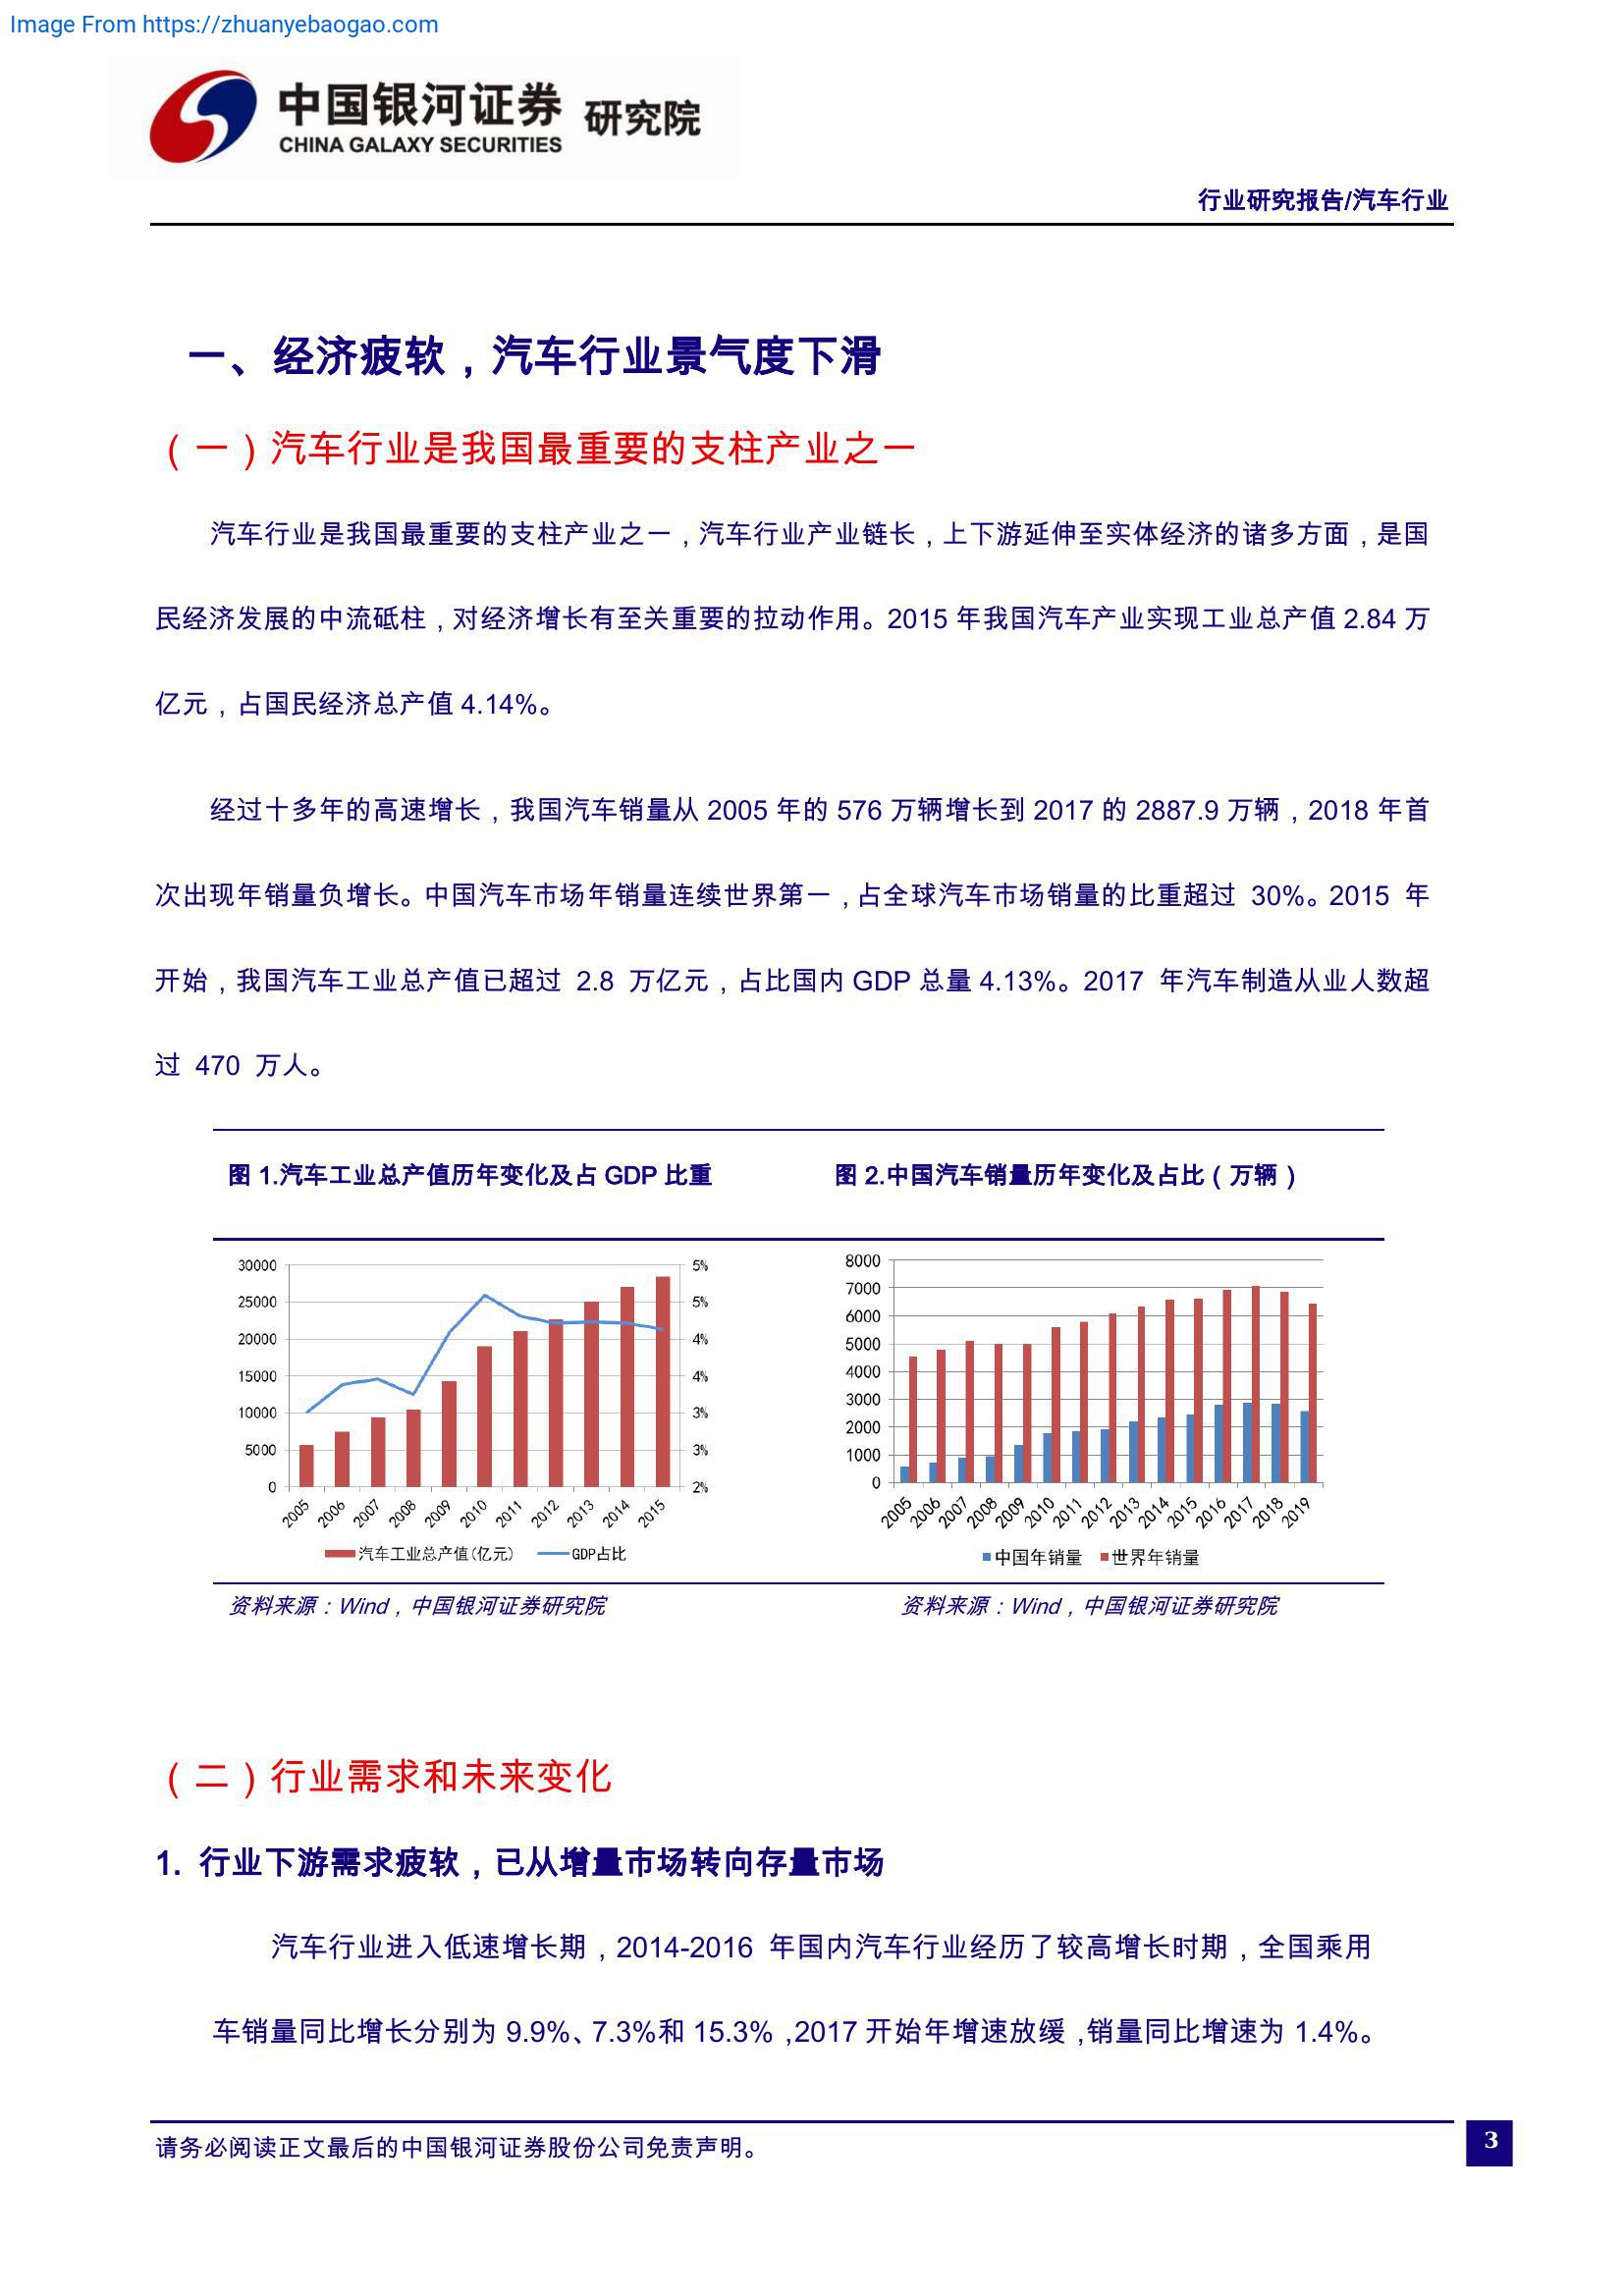 Image From https://zhuanyebaogao.com
中国银河证券 研究院
CHINA GALAXY SECURITIES
行业研究报告/汽车行业
一、经济疲软，汽车行业景气度下滑
（一）汽车行业是我国最重要的支柱产业之一
汽车行业是我国最重要的支柱产业之一，汽车行业产业链长，上下游延伸至实体经济的诸多方面，是国
民经济发展的中流砥柱，对经济增长有至关重要的拉动作用。2015 年我国汽车产业实现工业总产值 2.84 万
亿元，占国民经济总产值 4.14%。
经过十多年的高速增长，我国汽车销量从 2005 年的 576 万辆增长到 2017 的 2887.9 万辆，2018 年首
次出现年销量负增长。中国汽车市场年销量连续世界第一，占全球汽车市场销量的比重超过 30%。2015 年
开始，我国汽车工业总产值已超过 2.8 万亿元，占比国内 GDP 总量 4.13%。2017 年汽车制造从业人数超
过 470 万人。
图 1.汽车工业总产值历年变化及占 GDP 比重
图 2.中国汽车销量历年变化及占比（万辆）
30000
25000
20000
15000
10000
5000
0
5%
5%
4%
4%
3%
3%
2%
2005 2006 2007 2008 2009 2010 2011 2012 2013 2014 2015
汽车工业总产值(亿元) GDP占比
8000
7000
6000
5000
4000
3000
2000
1000
0
2005 2006 2007 2008 2009 2010 2011 2012 2013 2014 2015 2016 2017 2018 2019
中国年销量 世界年销量
资料来源：Wind，中国银河证券研究院
资料来源：Wind，中国银河证券研究院
（二）行业需求和未来变化
1. 行业下游需求疲软，已从增量市场转向存量市场
汽车行业进入低速增长期，2014-2016 年国内汽车行业经历了较高增长时期，全国乘用
车销量同比增长分别为 9.9%、7.3%和 15.3%，2017 开始年增速放缓，销量同比增速为 1.4%。
请务必阅读正文最后的中国银河证券股份公司免责声明。
3